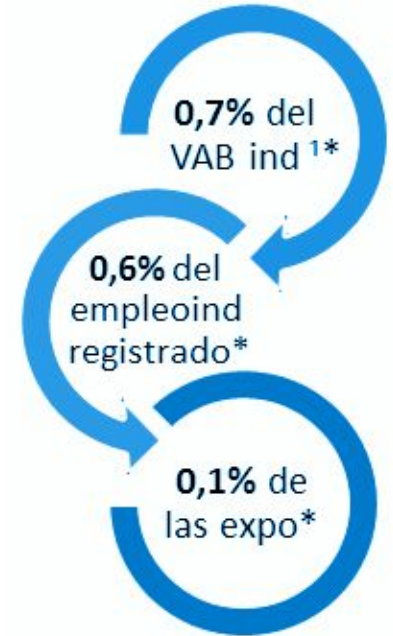 0,7% del
VAB ind ¹*
0,6% del
empleoind
registrado*
0,1% de
las expo*